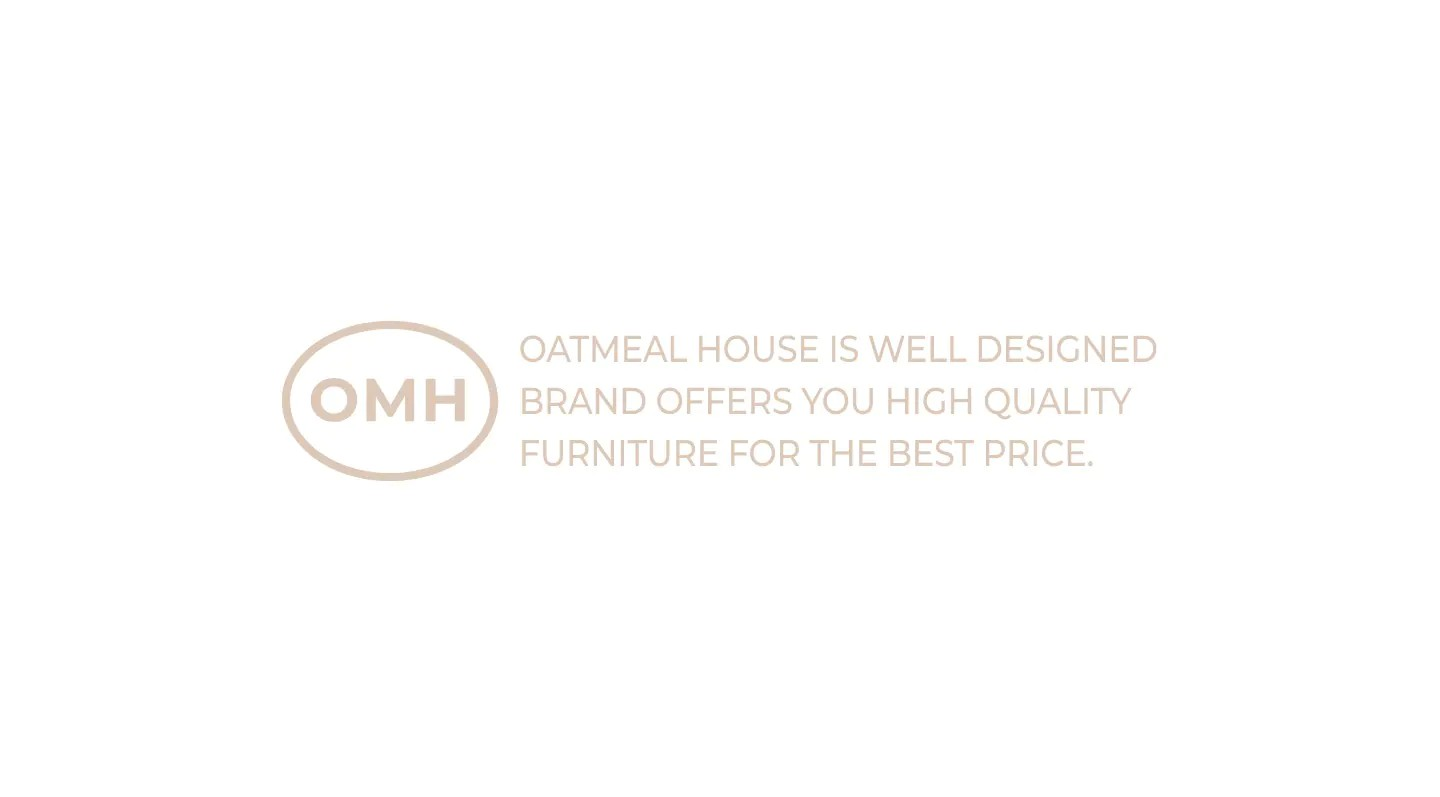 OMH
OATMEAL HOUSE IS WELL DESIGNED
BRAND OFFERS YOU HIGH QUALITY
FURNITURE FOR THE BEST PRICE.